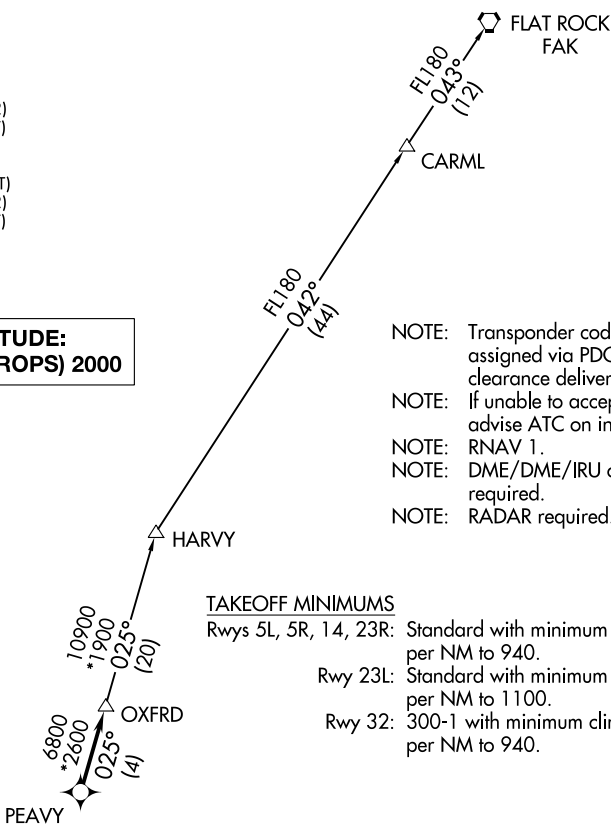 FLAT ROCK
FAK
FL180
043°
(12)
CARML
FL180
042°
(44)
TUDE:
ROPS) 2000
NOTE: Transponder cod
assigned via PDC
clearance deliver
NOTE: If unable to accep
advise ATC on in
NOTE: RNAV 1.
NOTE: DME/DME/IRU
required.
NOTE: RADAR required.
HARVY
10900
*1900
025°
(20)
TAKEOFF MINIMUMS
Rwys 5L, 5R, 14, 23R: Standard with minimum
per NM to 940.
Rwy 23L: Standard with minimum
per NM to 1100.
Rwy 32: 300-1 with minimum clim
per NM to 940.
OXFRD
6800
*2600
025°
(4)
PEAVY